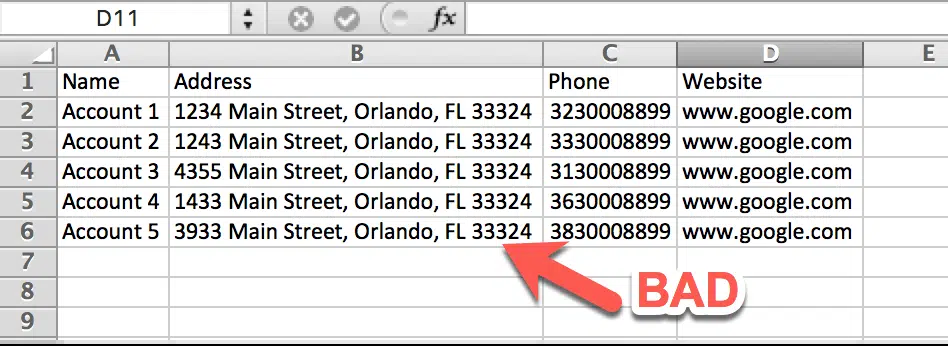 D11 fx
A B C D E
1 Name Address Phone Website
2 Account 1 1234 Main Street, Orlando, FL 33324 3230008899 www.google.com
3 Account 2 1243 Main Street, Orlando, FL 33324 3330008899 www.google.com
4 Account 3 4355 Main Street, Orlando, FL 33324 3130008899 www.google.com
5 Account 4 1433 Main Street, Orlando, FL 33324 3630008899 www.google.com
6 Account 5 3933 Main Street, Orlando, FL 33324 3830008899 www.google.com
7
8 BAD
9